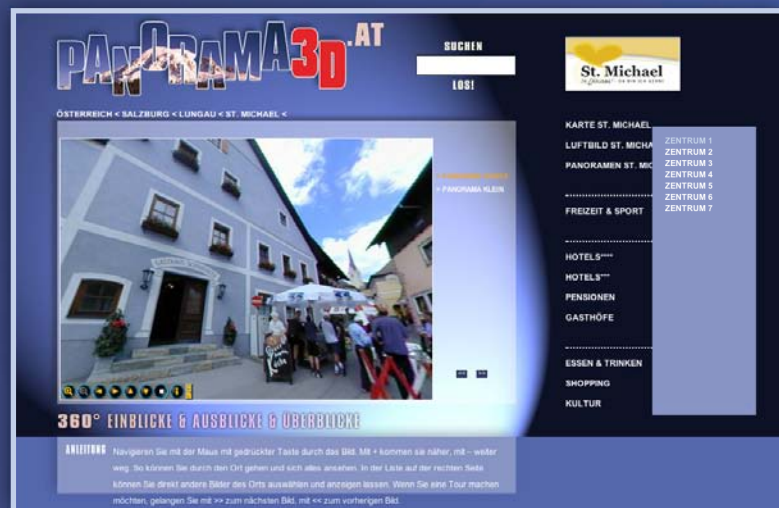 PANORAMA3D.AT
SUCHEN
LOS!
St. Michael
ÖSTERREICH < SALZBURG < LUNGAU < ST. MICHAEL <
> PANORAMA KLEIN
360° EINBLICKE & AUSBLICKE & ÜBERBLICKE
ANLEITUNG
Navigieren Sie mit der Maus mit gedrückter Taste durch das Bild. Mit + kommen sie näher, mit – weiter
weg. So können Sie durch den Ort gehen und sich alles ansehen. In der Liste auf der rechten Seite
können Sie direkt andere Bilder des Orts auswählen und anzeigen lassen. Wenn Sie eine Tour machen
möchten, gelangen Sie mit >> zum nächsten Bild, mit << zum vorherigen Bild.
KARTE ST. MICHAEL
LUFTBILD ST. MICHA
PANORAMEN ST. MIC
FREIZEIT & SPORT
HOTELS****
HOTELS***
PENSIONEN
GASTHÖFE
ESSEN & TRINKEN
SHOPPING
KULTUR
ZENTRUM 1
ZENTRUM 2
ZENTRUM 3
ZENTRUM 4
ZENTRUM 5
ZENTRUM 6
ZENTRUM 7